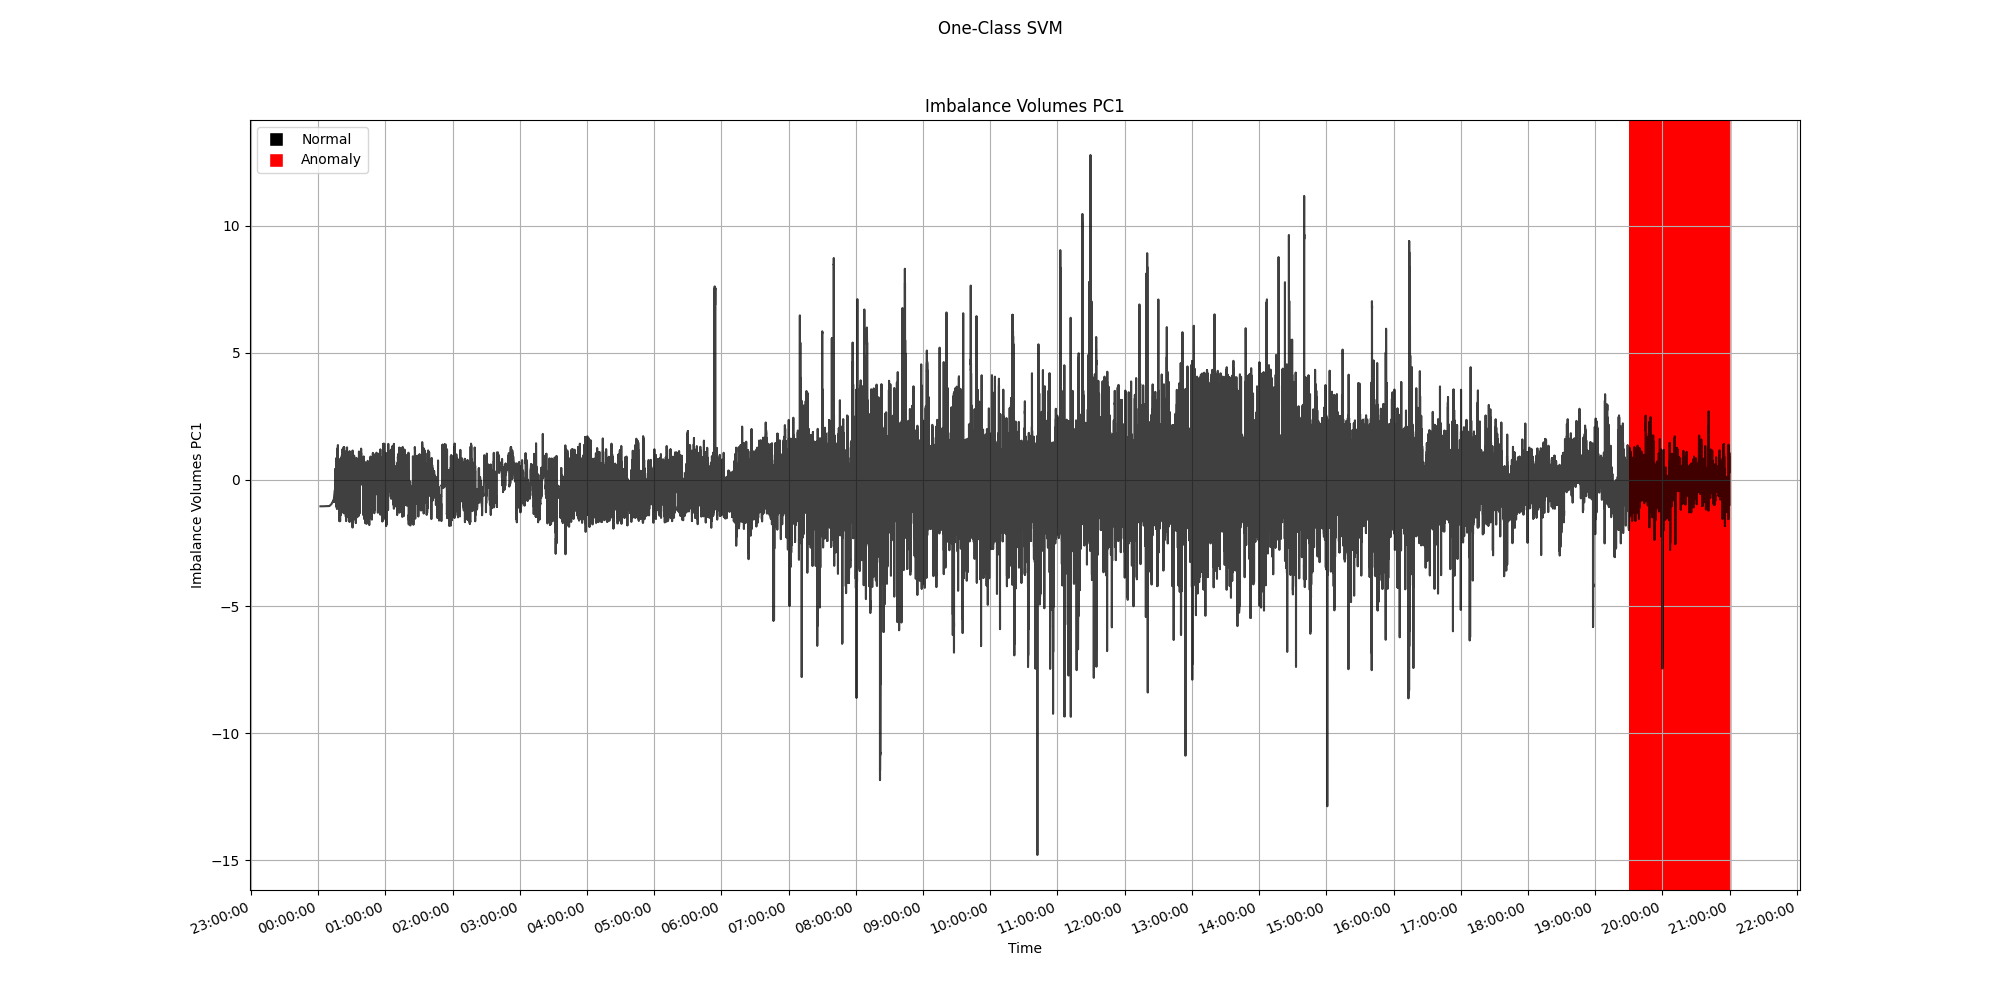 One-Class SVM
Imbalance Volumes PC1
Normal
Anomaly
Imbalance Volumes PC1
10
5
0
−5
−10
−15
23:00:00 00:00:00 01:00:00 02:00:00 03:00:00 04:00:00 05:00:00 06:00:00 07:00:00 08:00:00 09:00:00 10:00:00 11:00:00 12:00:00 13:00:00 14:00:00 15:00:00 16:00:00 17:00:00 18:00:00 19:00:00 20:00:00 21:00:00 22:00:00
Time